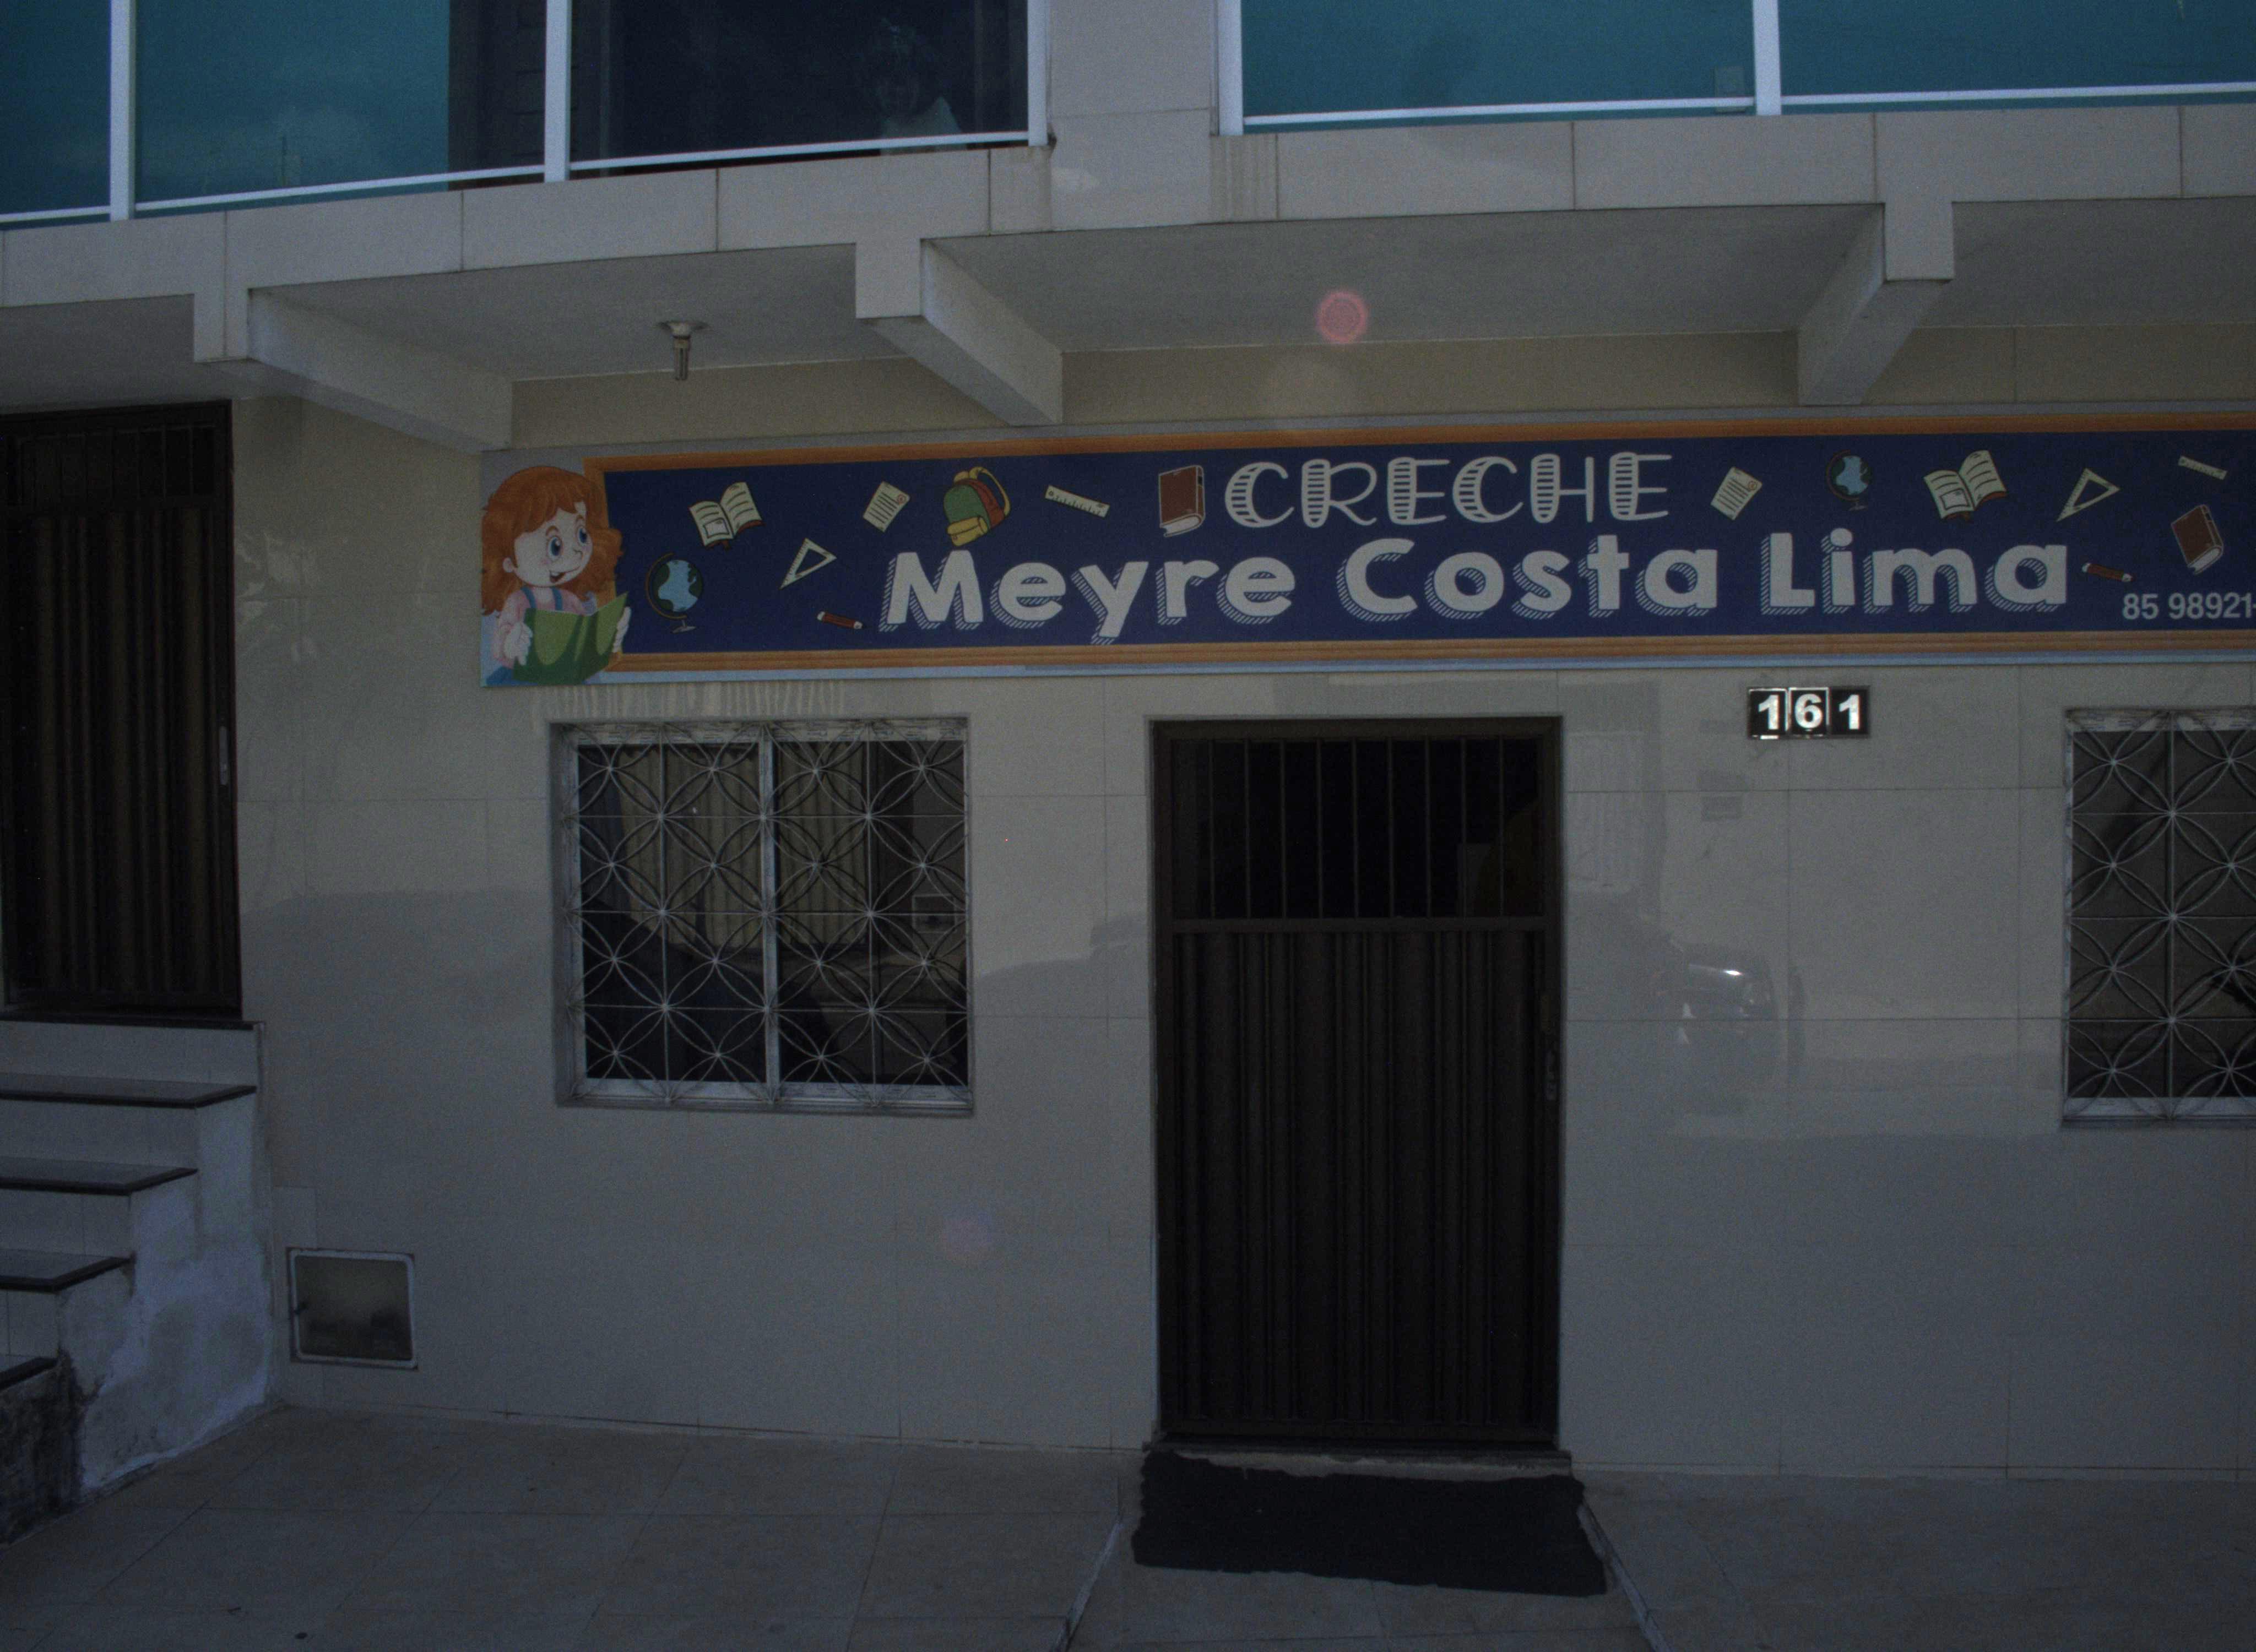 CRECHE
Meyre Costa Lima
85 98921-
161